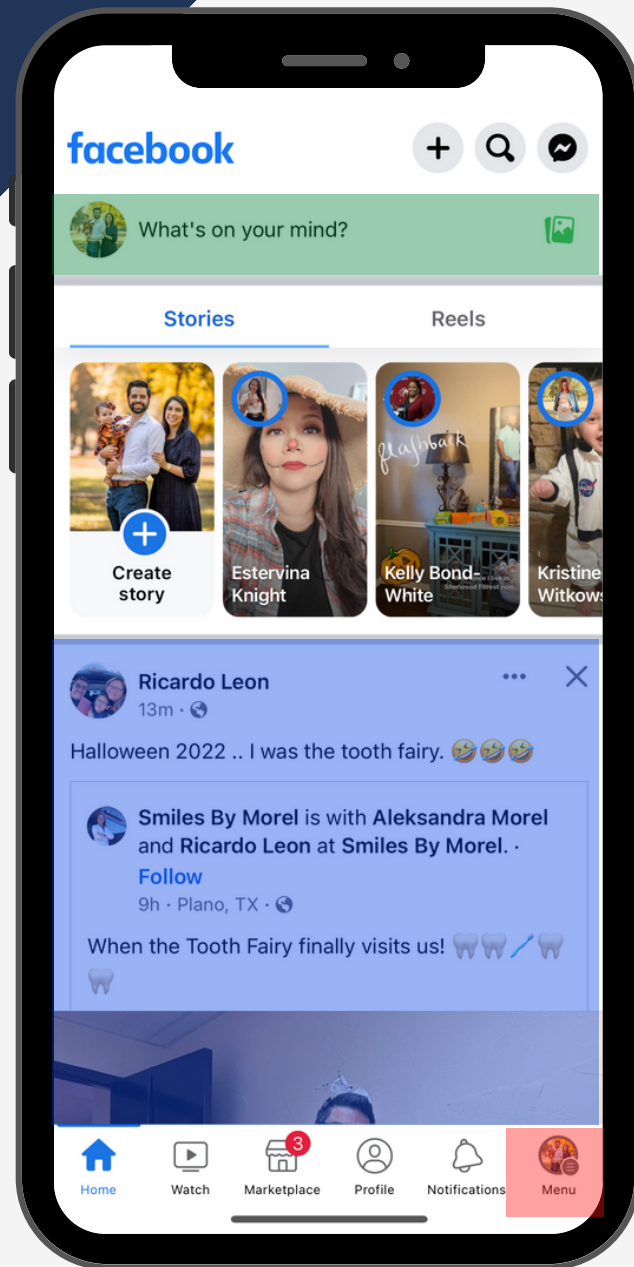 facebook
What's on your mind?
Stories Reels
flashback
Create
story
Estervina
Knight
Kelly Bond-
White
Kristine
Witkows
Ricardo Leon
13m ·
Halloween 2022 .. I was the tooth fairy. 🤣🤣🤣
Smiles By Morel is with Aleksandra Morel
and Ricardo Leon at Smiles By Morel. ·
Follow
9h · Plano, TX ·
When the Tooth Fairy finally visits us! 🦷🦷🪥🦷
🦷
3
Home Watch Marketplace Profile Notifications Menu